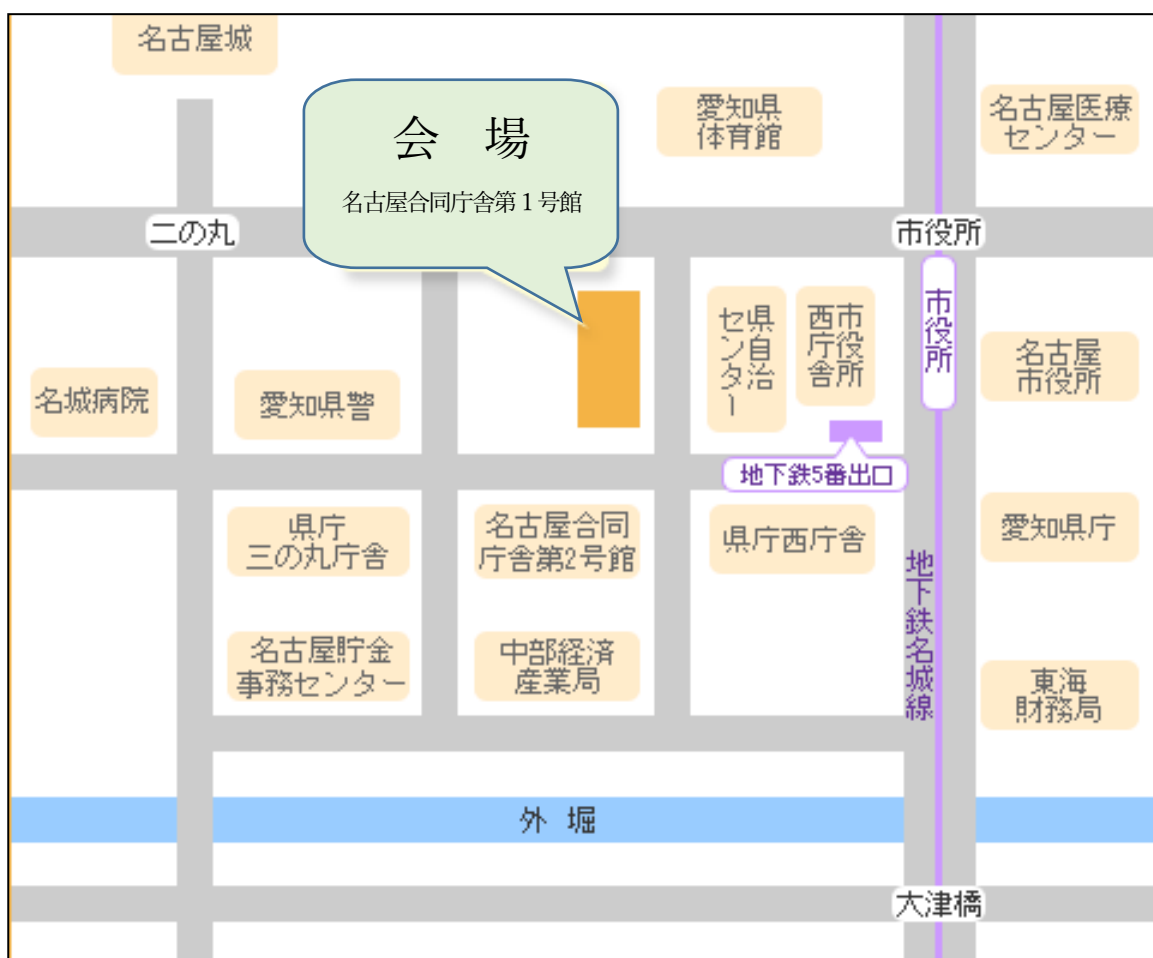 名古屋城
会 場
名古屋合同庁舎第1号館
愛知県
体育館
名古屋医療
センター
二の丸
市役所
市役所
県自治
センター
市役所
西庁舎
名古屋
市役所
名城病院
愛知県警
地下鉄5番出口
県庁
三の丸庁舎
名古屋合同
庁舎第2号館
県庁西庁舎
愛知県庁
地下鉄名城線
名古屋貯金
事務センター
中部経済
産業局
東海
財務局
外 堀
大津橋